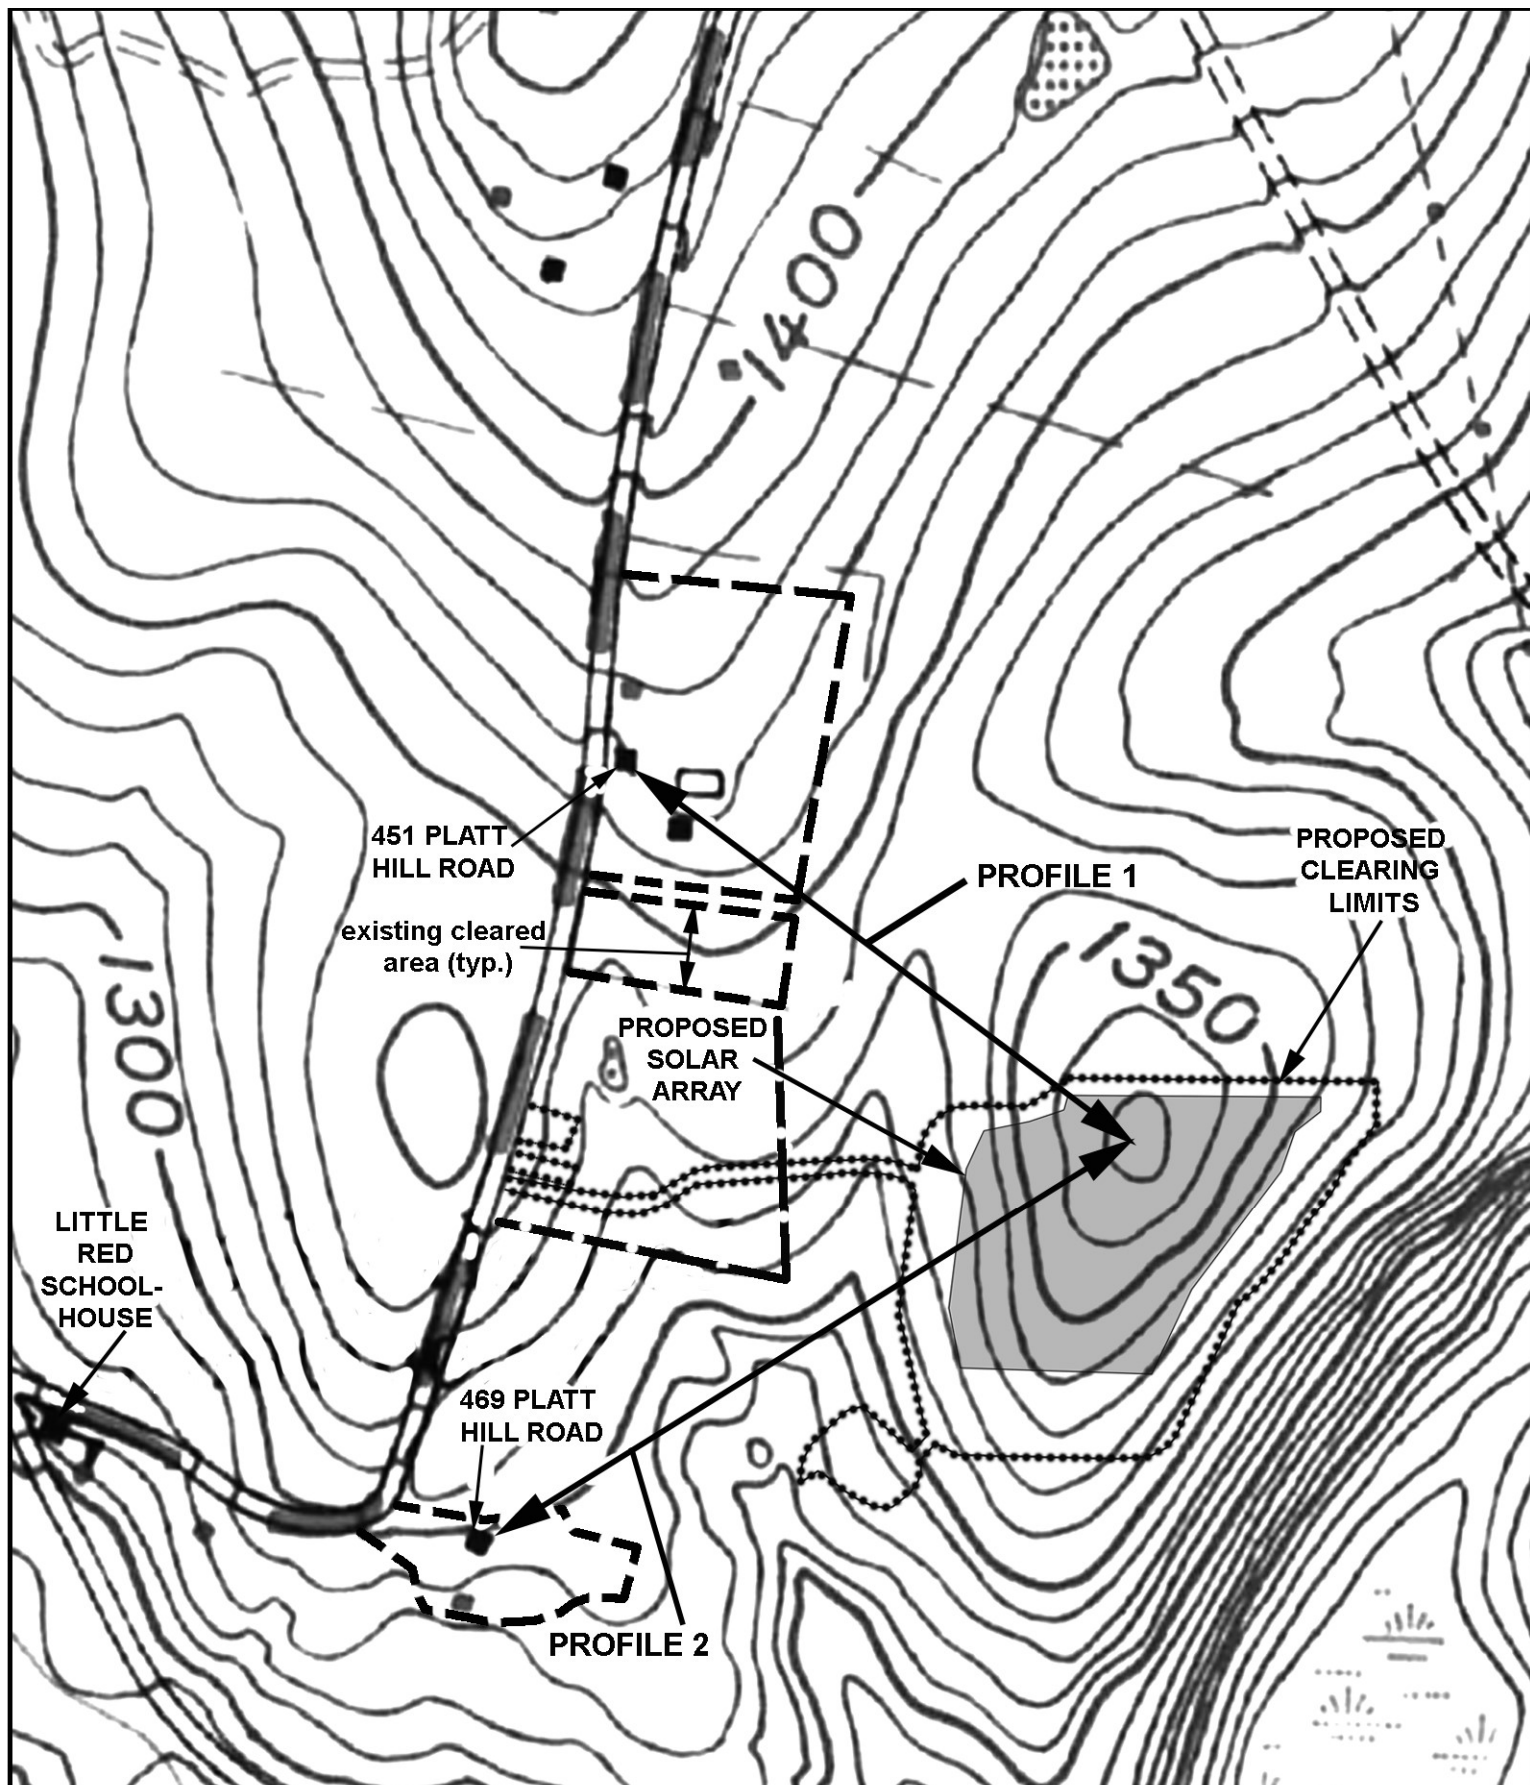 1400
451 PLATT
HILL ROAD
PROFILE 1
PROPOSED
CLEARING
LIMITS
existing cleared
area (typ.)
1300
1350
PROPOSED
SOLAR
ARRAY
LITTLE
RED
SCHOOL-
HOUSE
469 PLATT
HILL ROAD
PROFILE 2